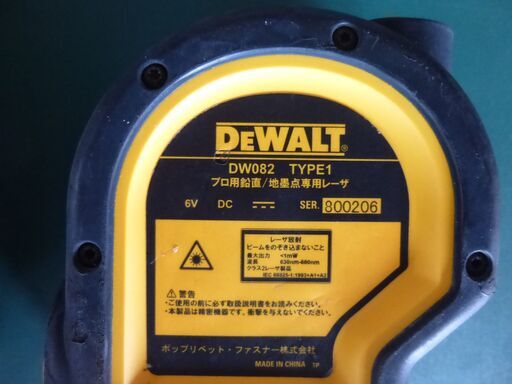 DEWALT®
DW082 TYPE1
プロ用鉛直/地墨点専用レーザ
6V DC SER. 800206
レーザ放射
ビームをのぞき込まないこと
最大出力 <1mW
波長 630nm-680nm
クラス2レーザ製品
IEC 60825-1:1993+A1+A2
⚠警告
・ご使用の前に必ず取扱説明書をお読みください。
・本製品は精密機器です。衝撃を与えないでください。
ポップリベット・ファスナー株式会社
MADE IN CHINA TP